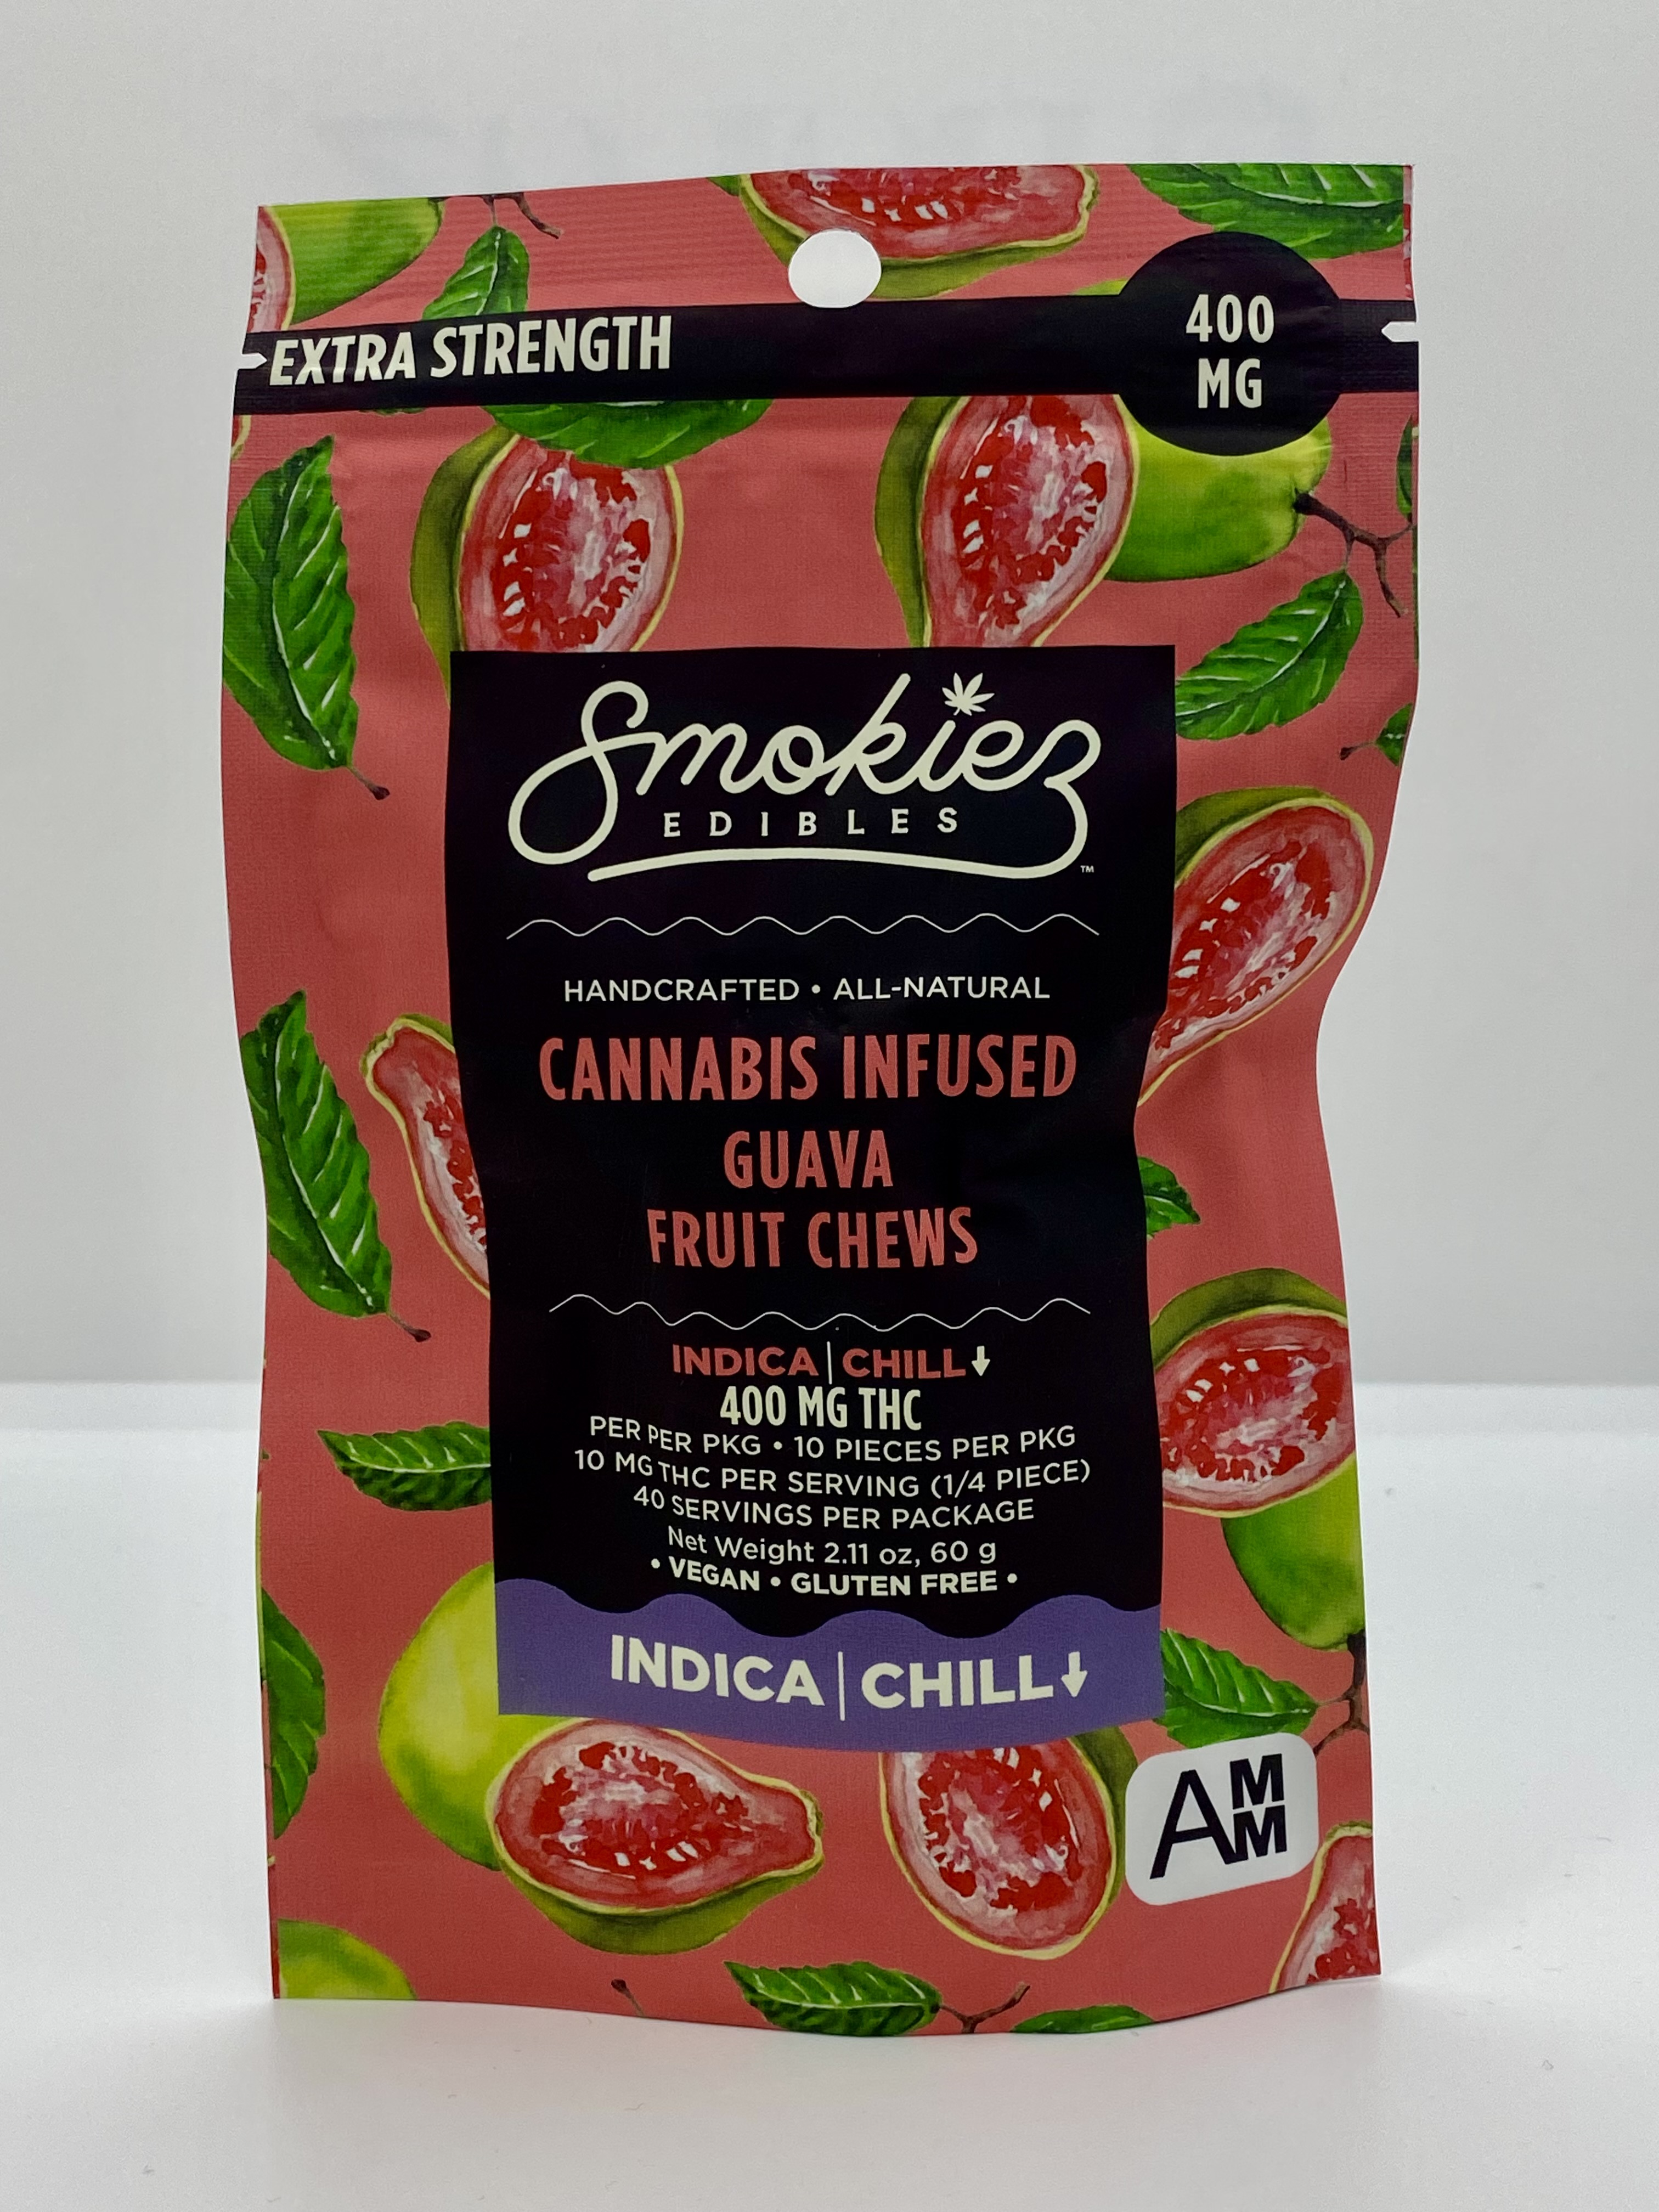 EXTRA STRENGTH
400
MG
Smokiez
EDIBLES
™
HANDCRAFTED • ALL-NATURAL
CANNABIS INFUSED
GUAVA
FRUIT CHEWS
INDICA | CHILL↓
400 MG THC
PER PER PKG • 10 PIECES PER PKG
10 MG THC PER SERVING (1/4 PIECE)
40 SERVINGS PER PACKAGE
Net Weight 2.11 oz, 60 g
• VEGAN • GLUTEN FREE •
INDICA | CHILL↓
AMM